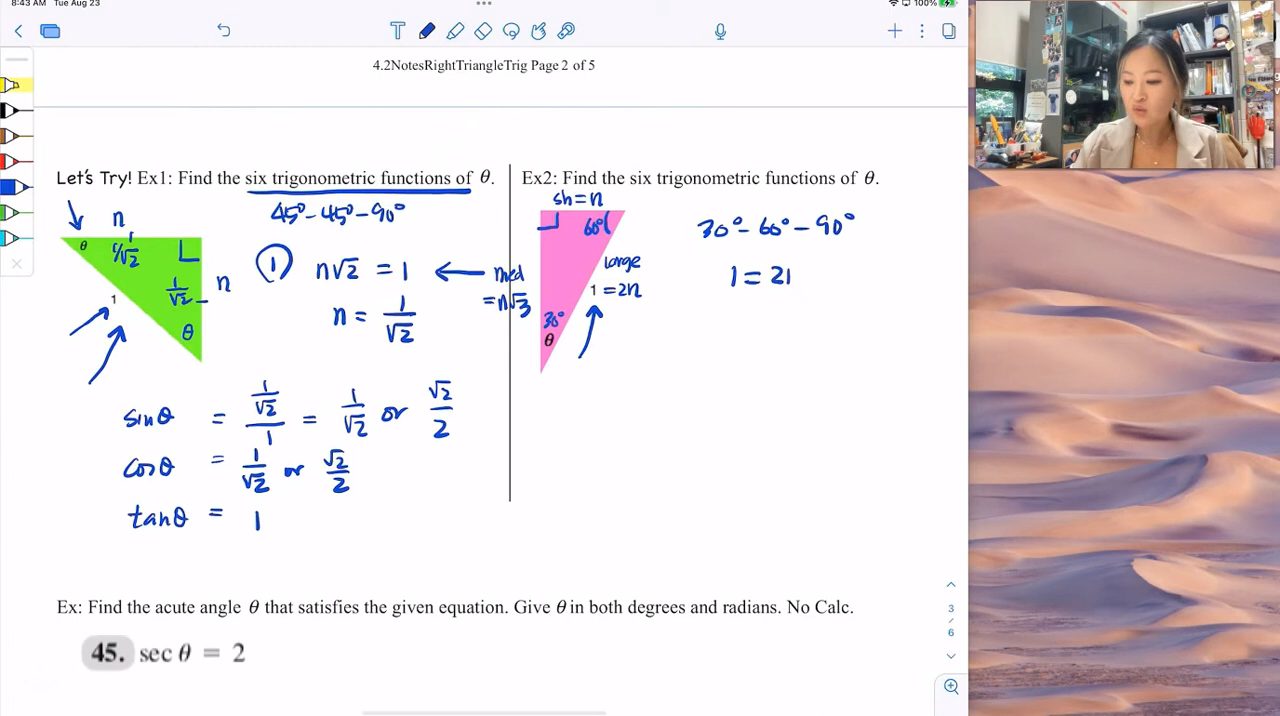 8:43 AM Tue Aug 23
100%
4.2NotesRightTriangleTrig Page 2 of 5
Let's Try! Ex1: Find the six trigonometric functions of θ.
45°-45°-90°
n
θ
1/√2
1/√2
n
1
θ
① n√2 = 1
n = 1/√2
sinθ = (1/√2)/1 = 1/√2 or √2/2
cosθ = 1/√2 or √2/2
tanθ = 1
Ex2: Find the six trigonometric functions of θ.
sh = n
60°
30°-60°-90°
large
1 = 2n
med
= n√3
30°
θ
1 = 21
Ex: Find the acute angle θ that satisfies the given equation. Give θ in both degrees and radians. No Calc.
45. sec θ = 2
3
/
6